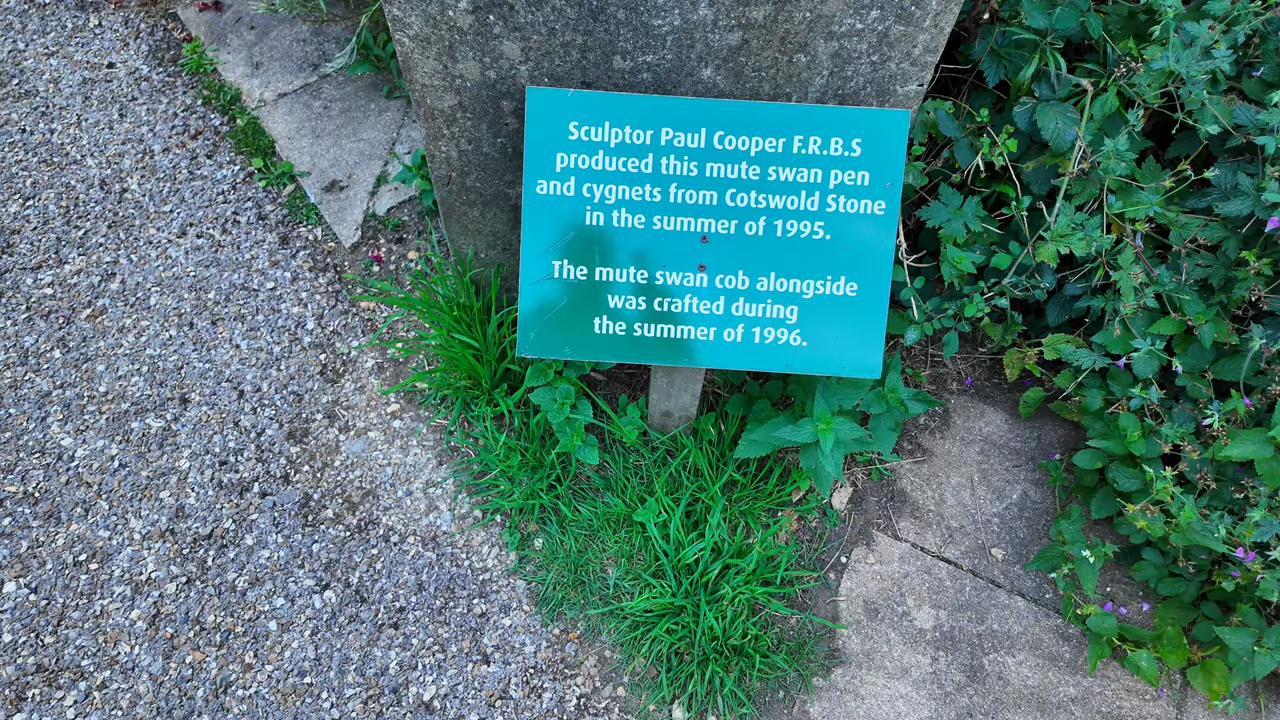 Sculptor Paul Cooper F.R.B.S
produced this mute swan pen
and cygnets from Cotswold Stone
in the summer of 1995.
The mute swan cob alongside
was crafted during
the summer of 1996.